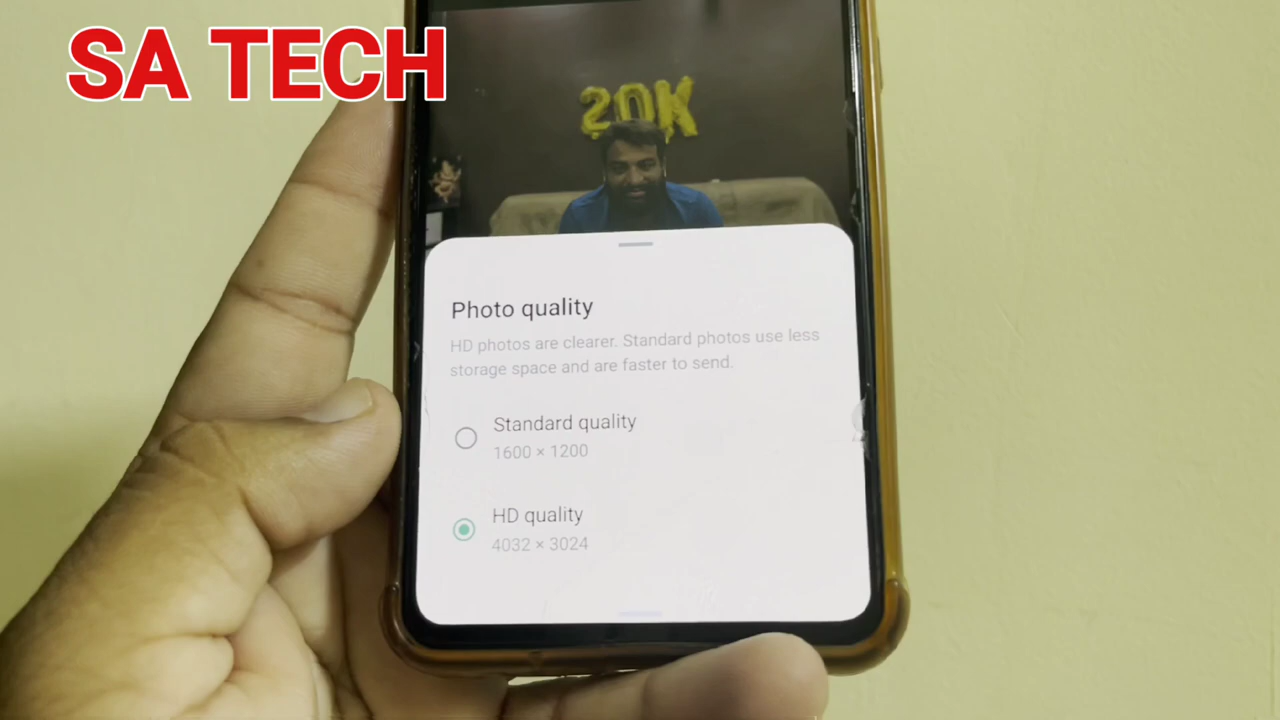 SA TECH
20K
Photo quality
HD photos are clearer. Standard photos use less
storage space and are faster to send.
Standard quality
1600 × 1200
HD quality
4032 × 3024